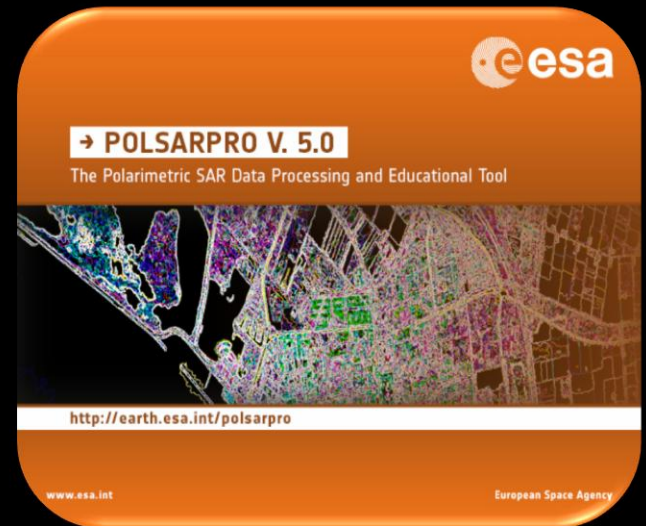 esa
→ POLSARPRO V. 5.0
The Polarimetric SAR Data Processing and Educational Tool
http://earth.esa.int/polsarpro
www.esa.int
European Space Agency